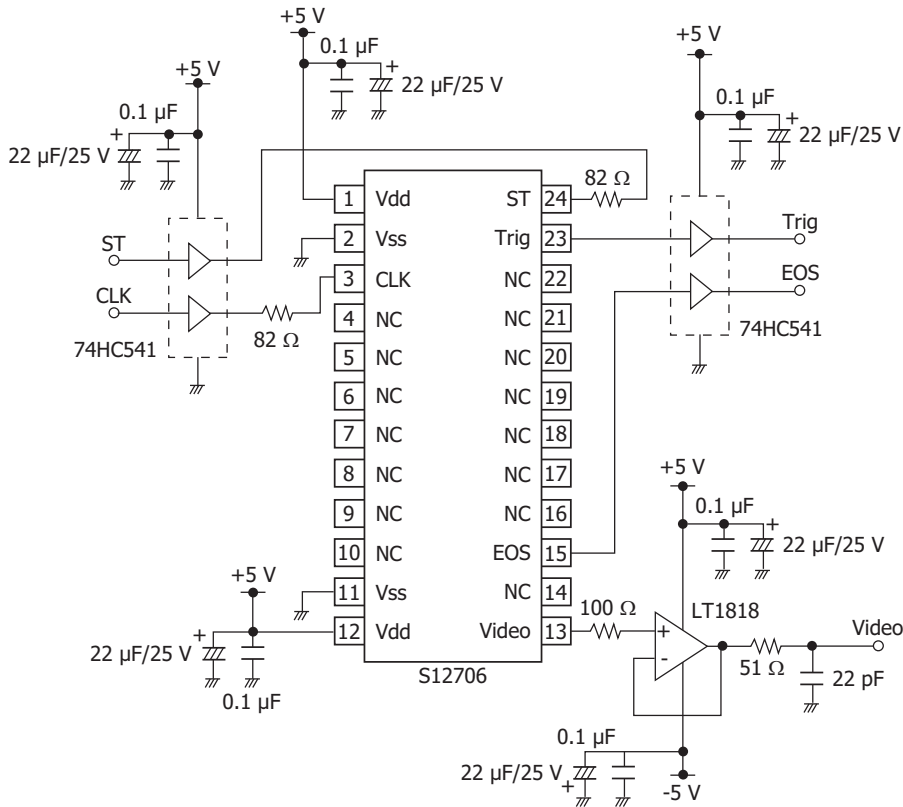 +5 V
0.1 µF
+
22 µF/25 V
+5 V
0.1 µF
+
22 µF/25 V
+5 V
0.1 µF
+
22 µF/25 V
ST
CLK
74HC541
82 Ω
82 Ω
1 Vdd
2 Vss
3 CLK
4 NC
5 NC
6 NC
7 NC
8 NC
9 NC
10 NC
11 Vss
12 Vdd
ST 24
Trig 23
NC 22
NC 21
NC 20
NC 19
NC 18
NC 17
NC 16
EOS 15
NC 14
Video 13
S12706
Trig
EOS
74HC541
+5 V
+
22 µF/25 V
0.1 µF
+5 V
0.1 µF
+
22 µF/25 V
100 Ω
LT1818
+
-
51 Ω
Video
22 pF
0.1 µF
22 µF/25 V
+
-5 V